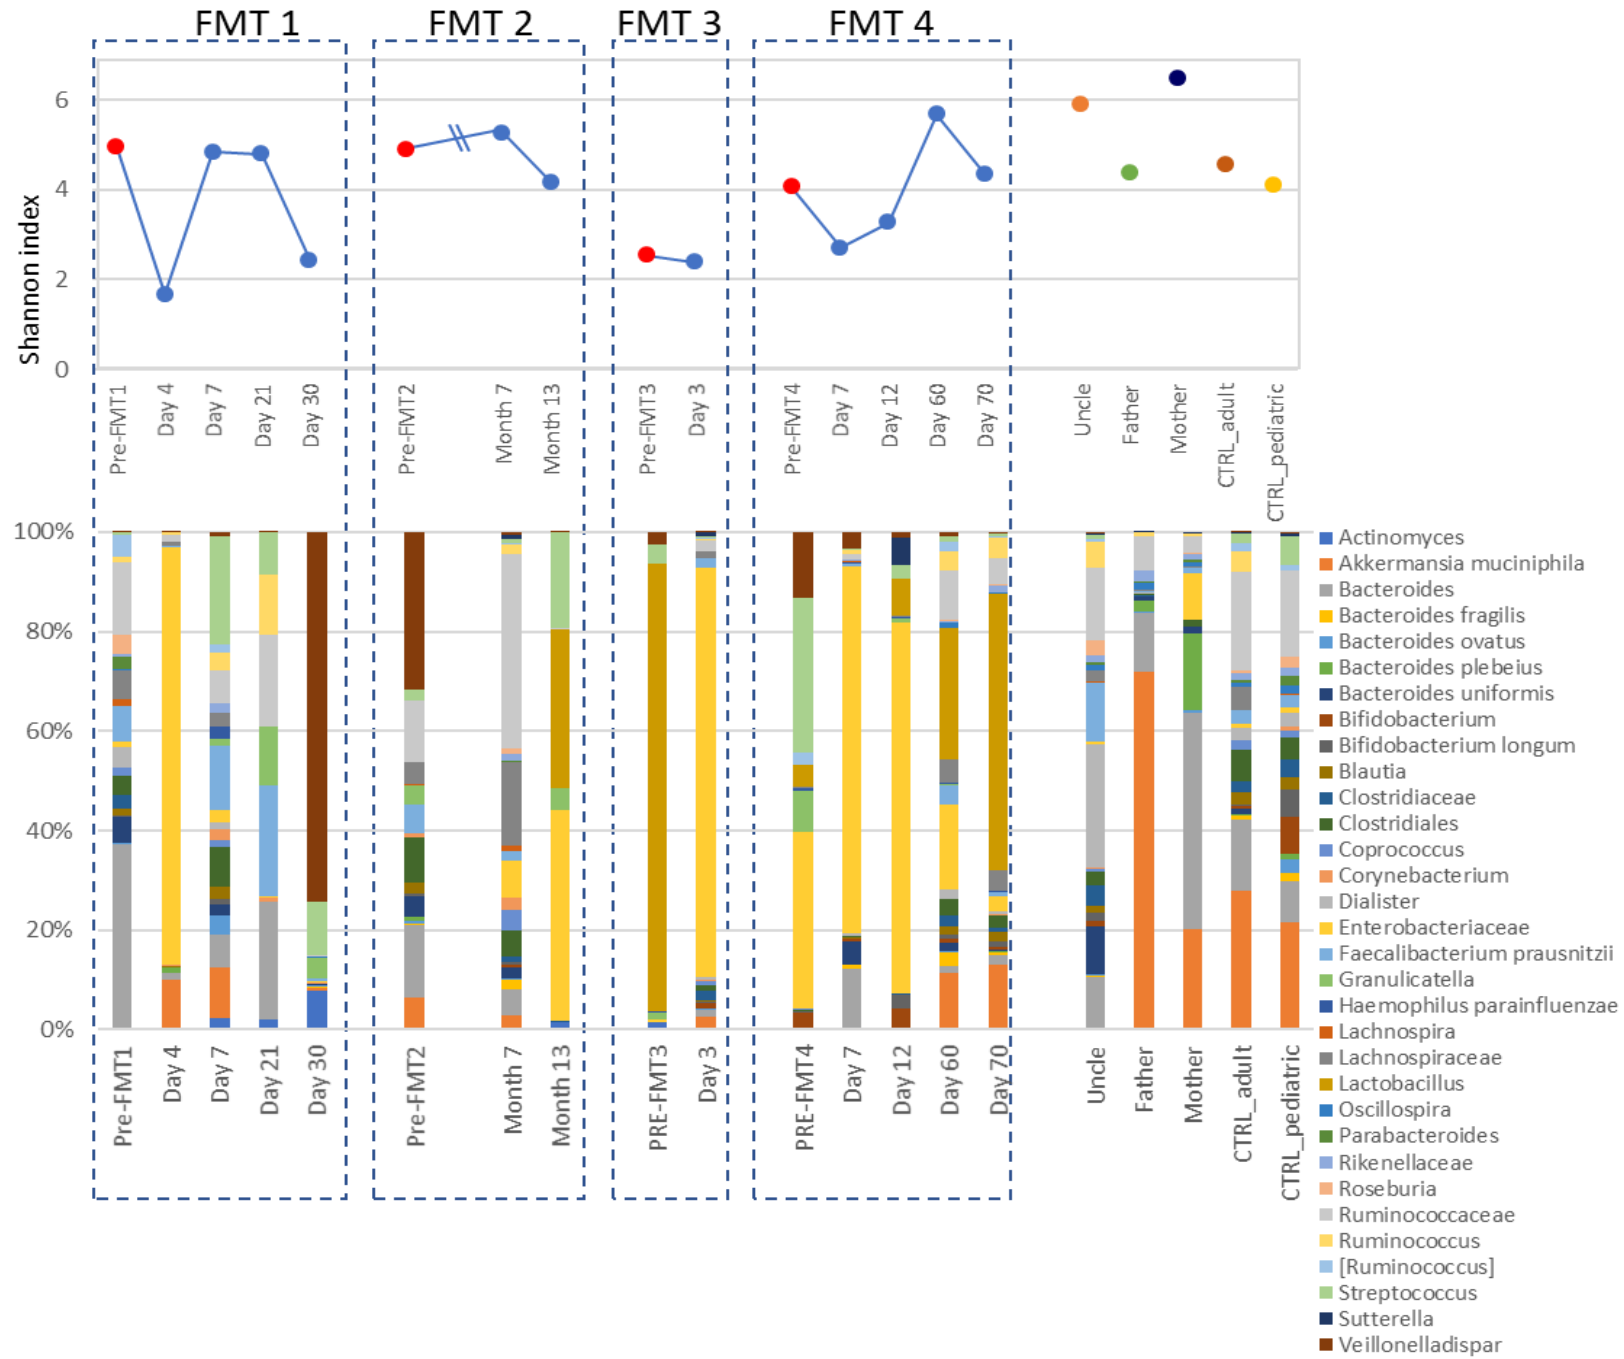 FMT 1 FMT 2 FMT 3 FMT 4
Shannon index
6
4
2
0
Pre-FMT1 Day 4 Day 7 Day 21 Day 30 Pre-FMT2 Month 7 Month 13 Pre-FMT3 Day 3 Pre-FMT4 Day 7 Day 12 Day 60 Day 70 Uncle Father Mother CTRL_adult CTRL_pediatric
100%
80%
60%
40%
20%
0%
Pre-FMT1 Day 4 Day 7 Day 21 Day 30 Pre-FMT2 Month 7 Month 13 PRE-FMT3 Day 3 PRE-FMT4 Day 7 Day 12 Day 60 Day 70 Uncle Father Mother CTRL_adult CTRL_pediatric
Actinomyces
Akkermansia muciniphila
Bacteroides
Bacteroides fragilis
Bacteroides ovatus
Bacteroides plebeius
Bacteroides uniformis
Bifidobacterium
Bifidobacterium longum
Blautia
Clostridiaceae
Clostridiales
Coprococcus
Corynebacterium
Dialister
Enterobacteriaceae
Faecalibacterium prausnitzii
Granulicatella
Haemophilus parainfluenzae
Lachnospira
Lachnospiraceae
Lactobacillus
Oscillospira
Parabacteroides
Rikenellaceae
Roseburia
Ruminococcaceae
Ruminococcus
[Ruminococcus]
Streptococcus
Sutterella
Veillonelladispar